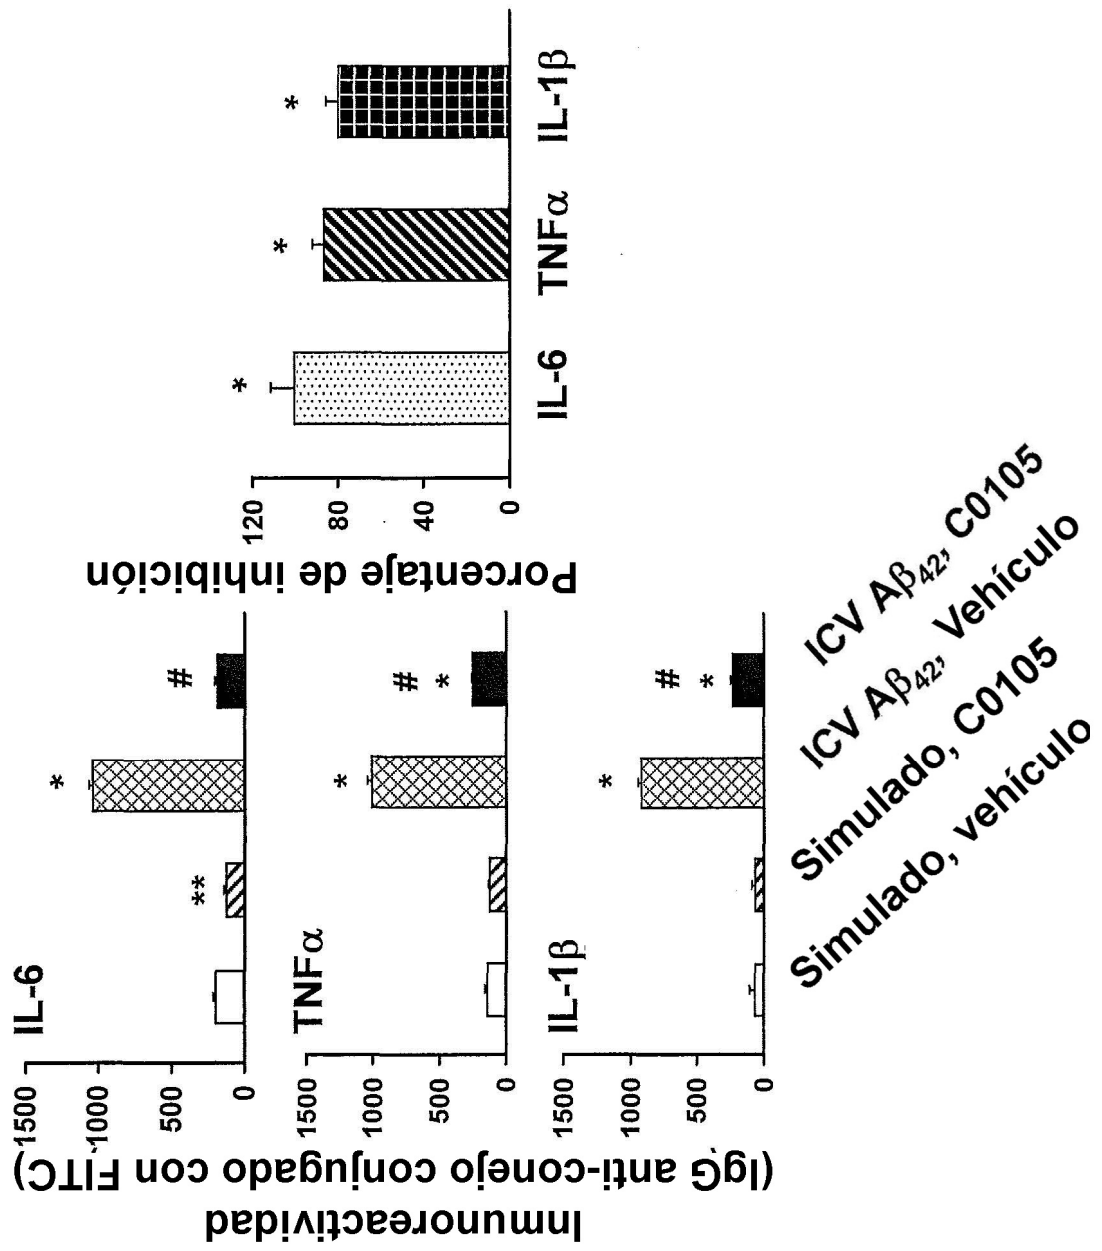 Inmunoreactividad
(IgG anti-conejo conjugado con FITC)
IL-6
1500
1000
500
0
**
*
#
TNFα
1500
1000
500
0
*
#
*
IL-1β
1500
1000
500
0
*
#
*
Simulado, vehículo
Simulado, C0105
ICV Aβ42, Vehículo
ICV Aβ42, C0105
Porcentaje de inhibición
120
80
40
0
*
*
*
IL-6
TNFα
IL-1β